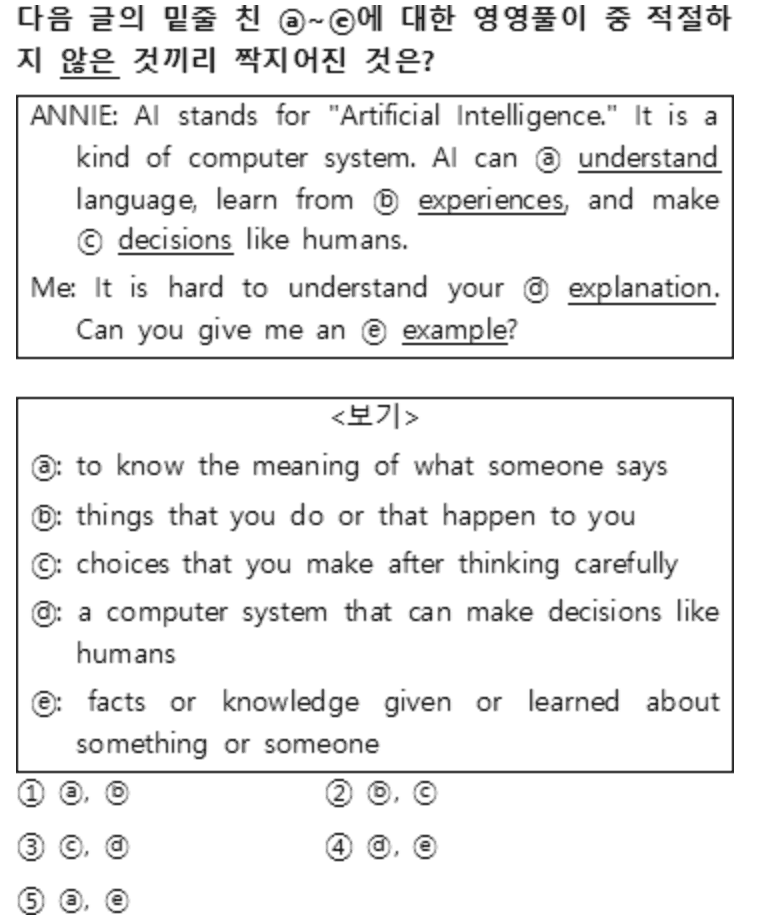 다음 글의 밑줄 친 ⓐ~ⓔ에 대한 영영풀이 중 적절하
지 않은 것끼리 짝지어진 것은?
ANNIE: AI stands for "Artificial Intelligence." It is a
kind of computer system. AI can ⓐ understand
language, learn from ⓑ experiences, and make
ⓒ decisions like humans.
Me: It is hard to understand your ⓓ explanation.
Can you give me an ⓔ example?
<보기>
ⓐ: to know the meaning of what someone says
ⓑ: things that you do or that happen to you
ⓒ: choices that you make after thinking carefully
ⓓ: a computer system that can make decisions like
humans
ⓔ: facts or knowledge given or learned about
something or someone
① ⓐ, ⓑ ② ⓑ, ⓒ
③ ⓒ, ⓓ ④ ⓓ, ⓔ
⑤ ⓐ, ⓔ